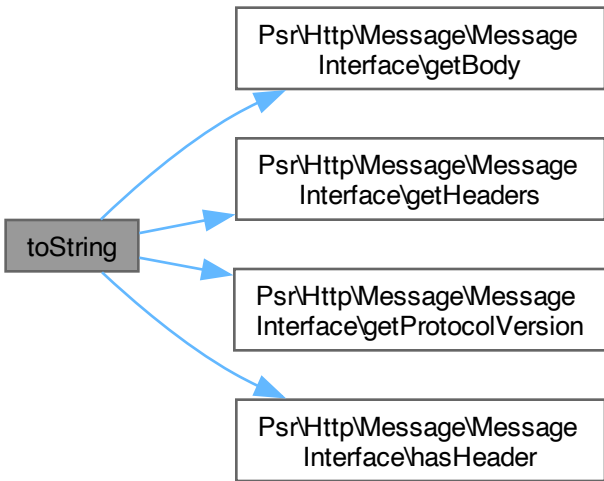 Psr\Http\Message\Message
Interface\getBody
Psr\Http\Message\Message
Interface\getHeaders
toString
Psr\Http\Message\Message
Interface\getProtocolVersion
Psr\Http\Message\Message
Interface\hasHeader